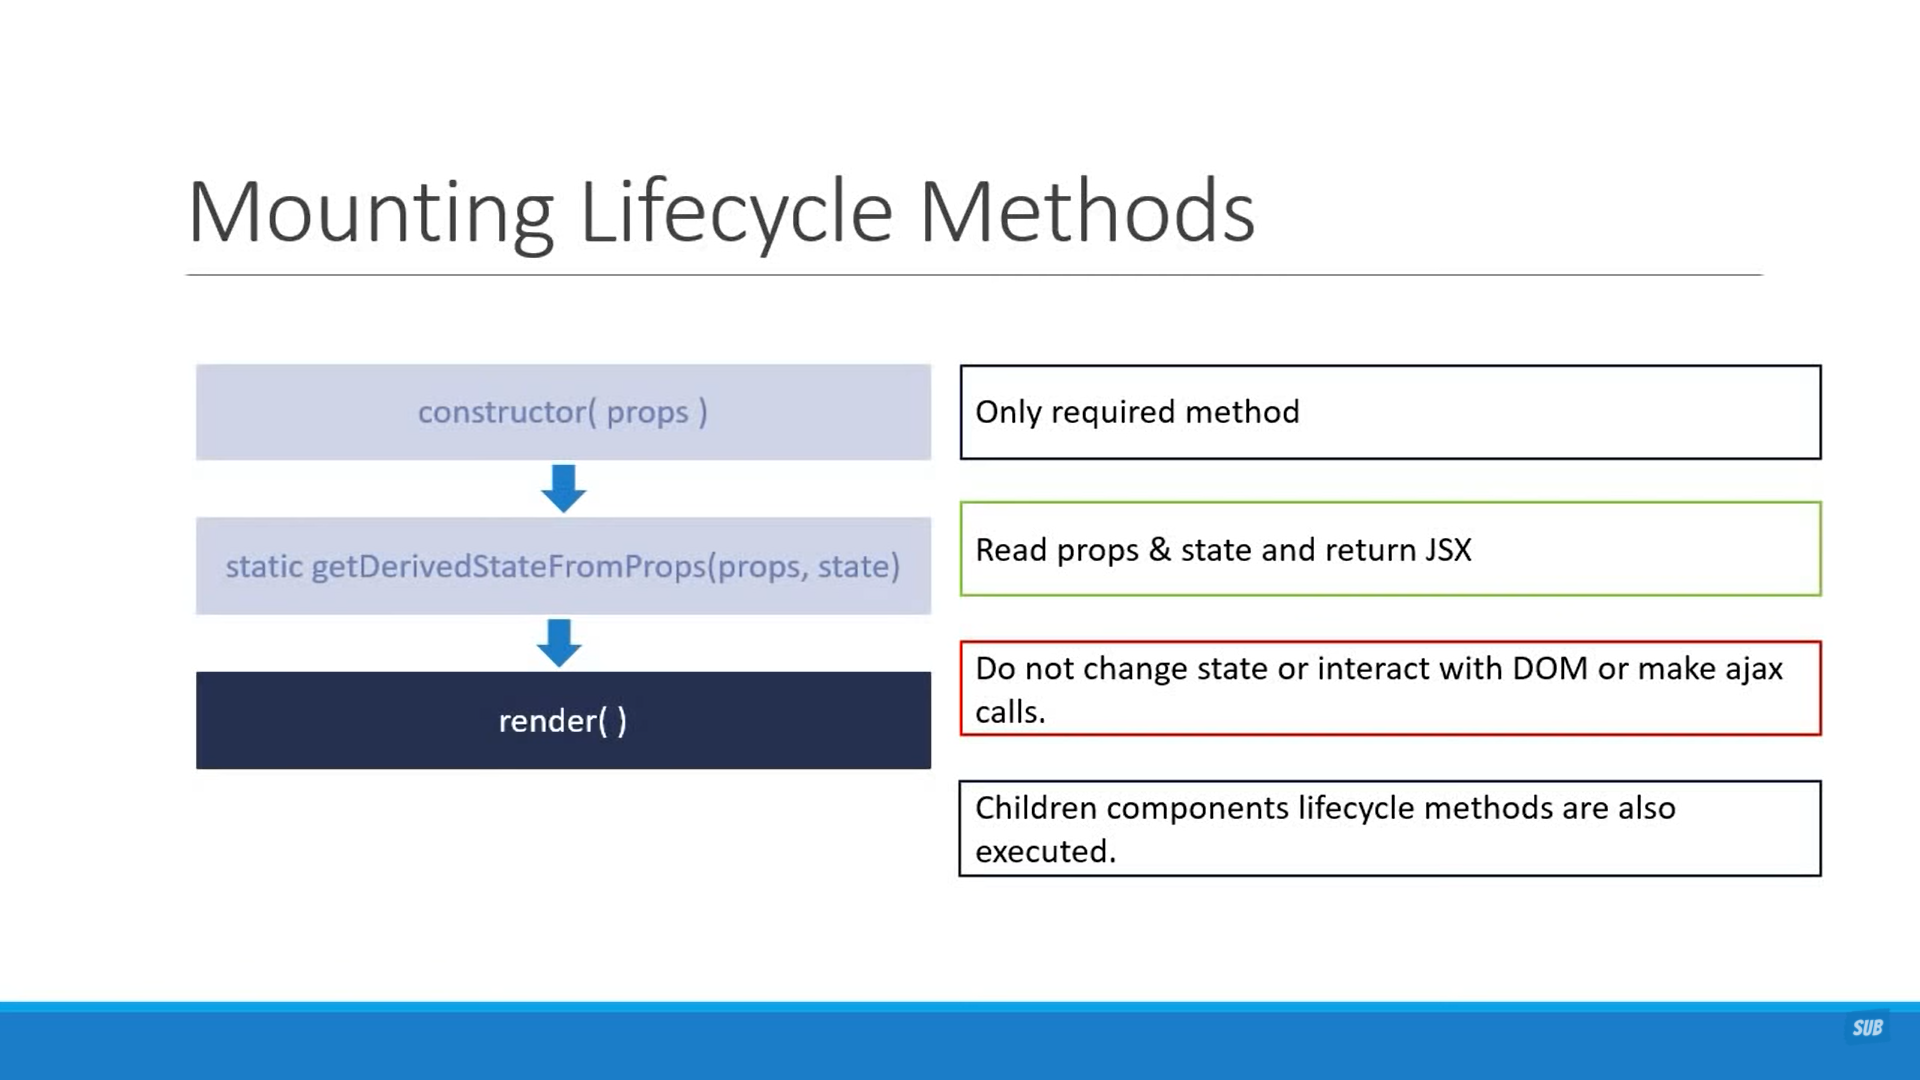 Mounting Lifecycle Methods
constructor( props )
static getDerivedStateFromProps(props, state)
render( )
Only required method
Read props & state and return JSX
Do not change state or interact with DOM or make ajax
calls.
Children components lifecycle methods are also
executed.
SUB